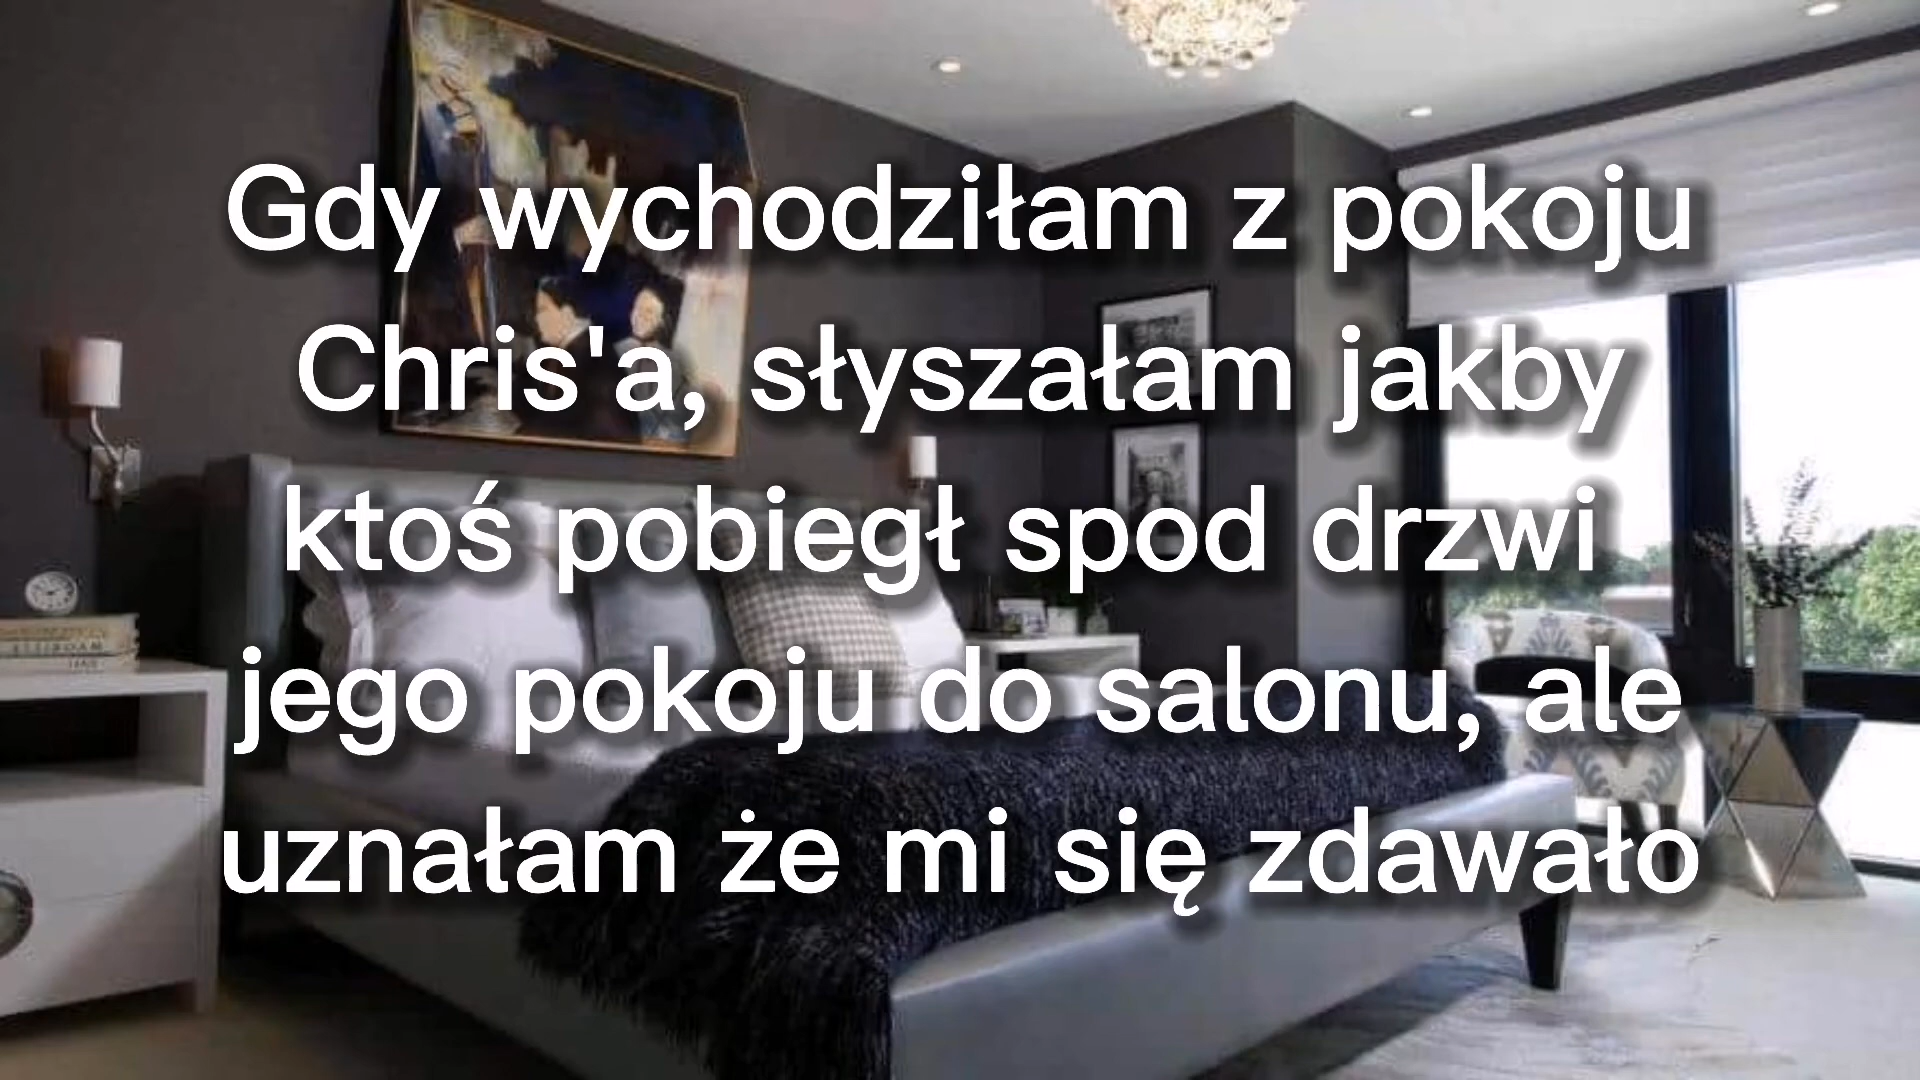 Gdy wychodziłam z pokoju
Chris'a, słyszałam jakby
ktoś pobiegł spod drzwi
jego pokoju do salonu, ale
uznałam że mi się zdawało